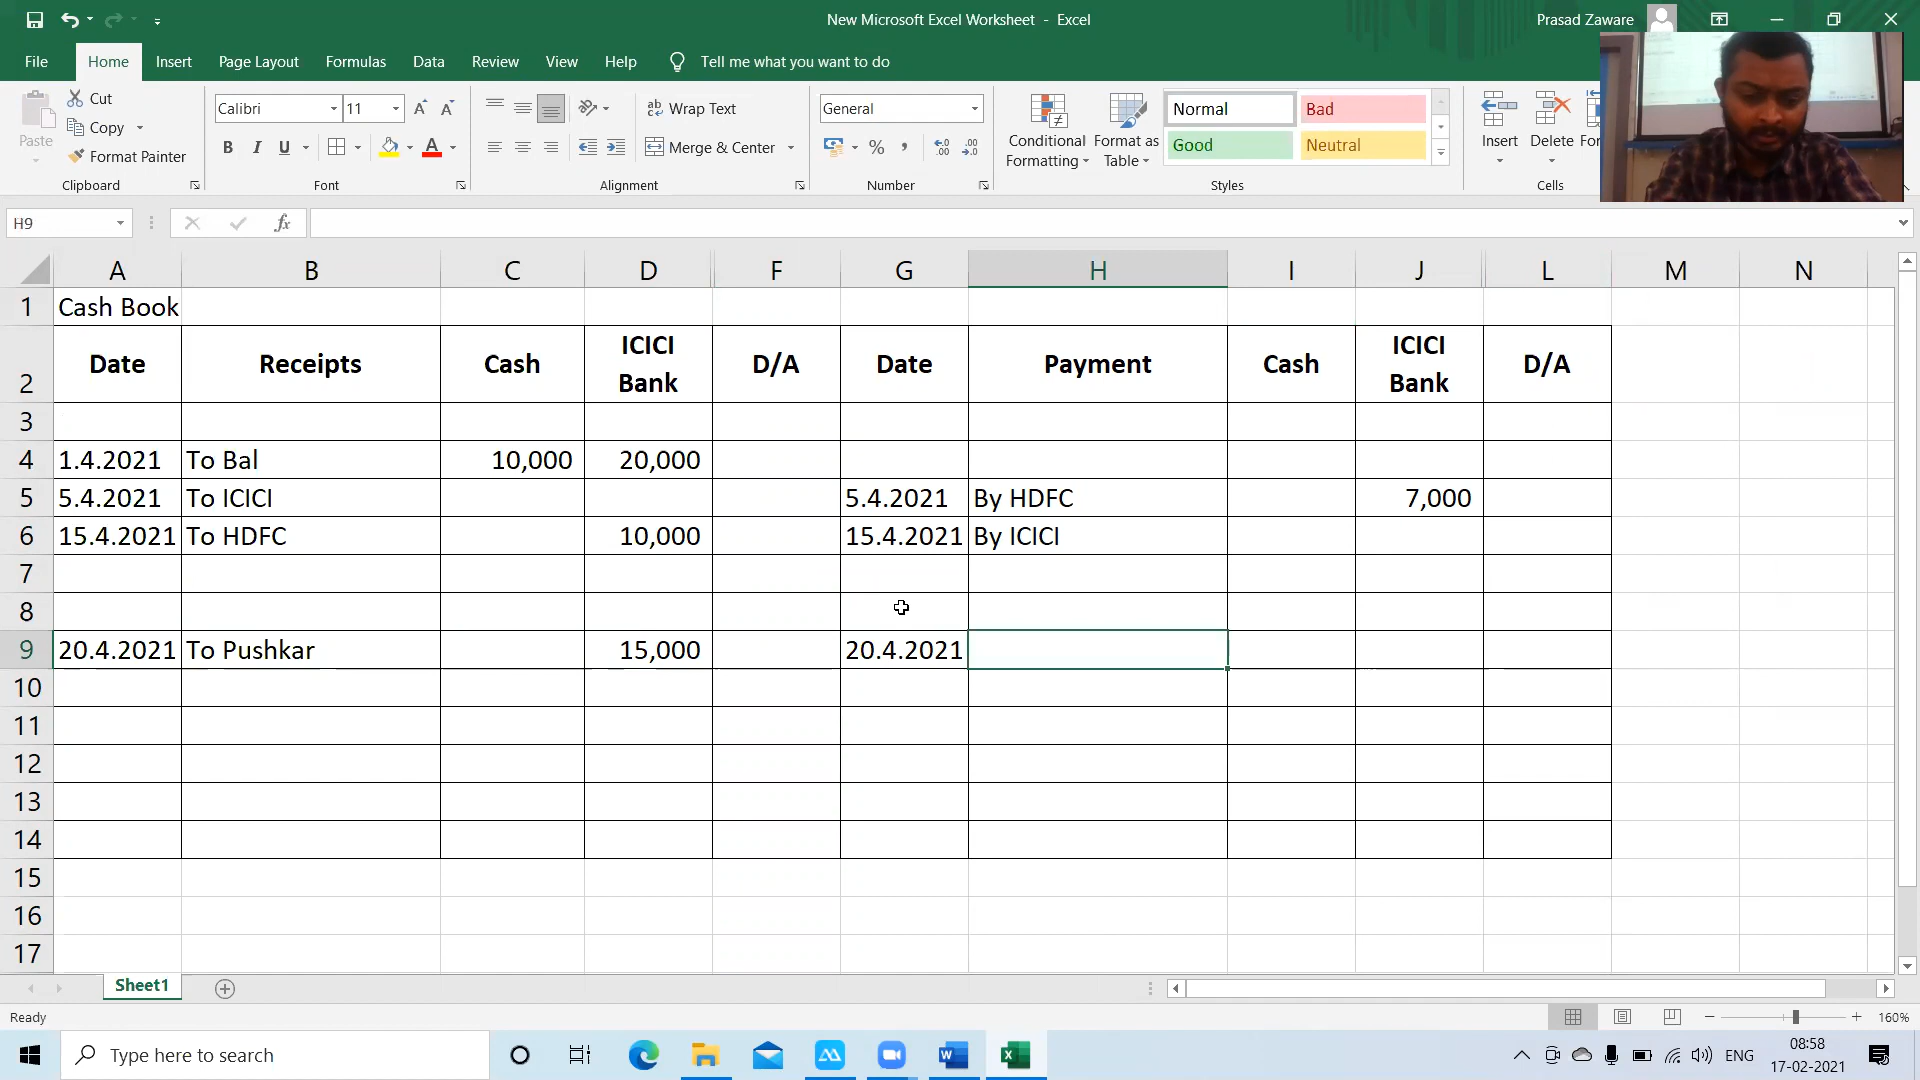 New Microsoft Excel Worksheet - Excel
Prasad Zaware
File Home Insert Page Layout Formulas Data Review View Help Tell me what you want to do
Paste
Cut
Copy
Format Painter
Clipboard
Calibri 11
B I U
Font
Wrap Text
Merge & Center
Alignment
General
%
Number
Conditional Formatting
Format as Table
Normal Bad
Good Neutral
Styles
Insert Delete For
Cells
H9 fx
A B C D F G H I J L M N
1 Cash Book
2 Date Receipts Cash ICICI Bank D/A Date Payment Cash ICICI Bank D/A
3
4 1.4.2021 To Bal 10,000 20,000
5 5.4.2021 To ICICI 5.4.2021 By HDFC 7,000
6 15.4.2021 To HDFC 10,000 15.4.2021 By ICICI
7
8
9 20.4.2021 To Pushkar 15,000 20.4.2021
10
11
12
13
14
15
16
17
Sheet1
Ready
160%
Type here to search
ENG
08:58
17-02-2021